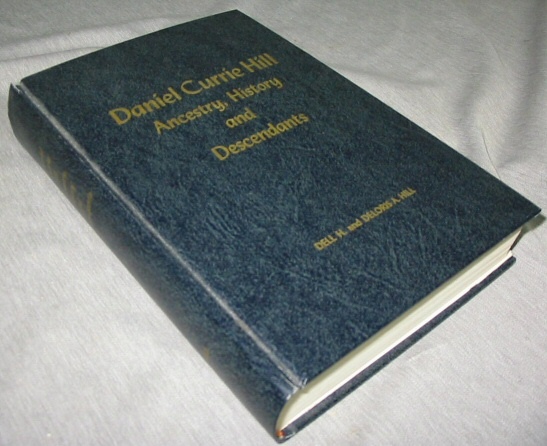 Daniel Currie Hill
Ancestry, History
and
Descendants
DELL H. and DELORIS A. HILL